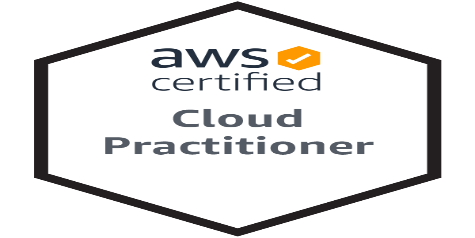 aws
certified
Cloud
Practitioner